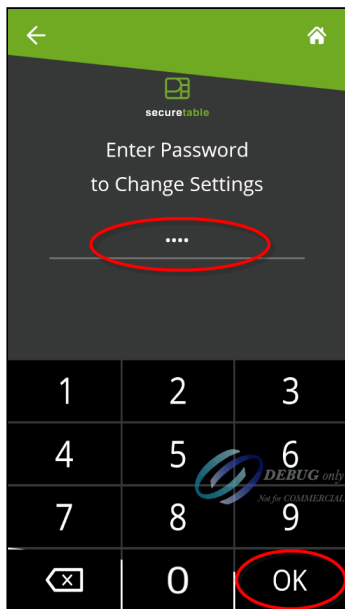 securetable
Enter Password
to Change Settings
••••
1 2 3
4 5 6
DEBUG only
Not for COMMERCIAL
7 8 9
0 OK